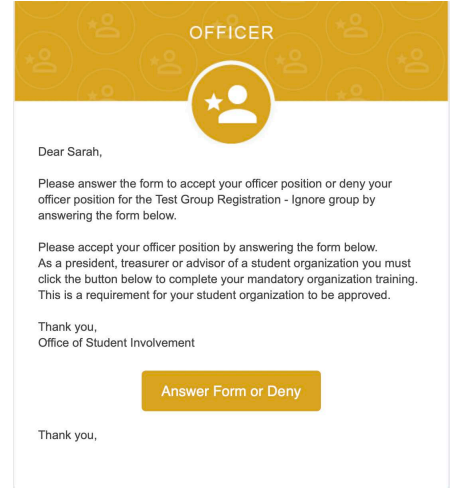 OFFICER
Dear Sarah,
Please answer the form to accept your officer position or deny your
officer position for the Test Group Registration - Ignore group by
answering the form below.
Please accept your officer position by answering the form below.
As a president, treasurer or advisor of a student organization you must
click the button below to complete your mandatory organization training.
This is a requirement for your student organization to be approved.
Thank you,
Office of Student Involvement
Answer Form or Deny
Thank you,